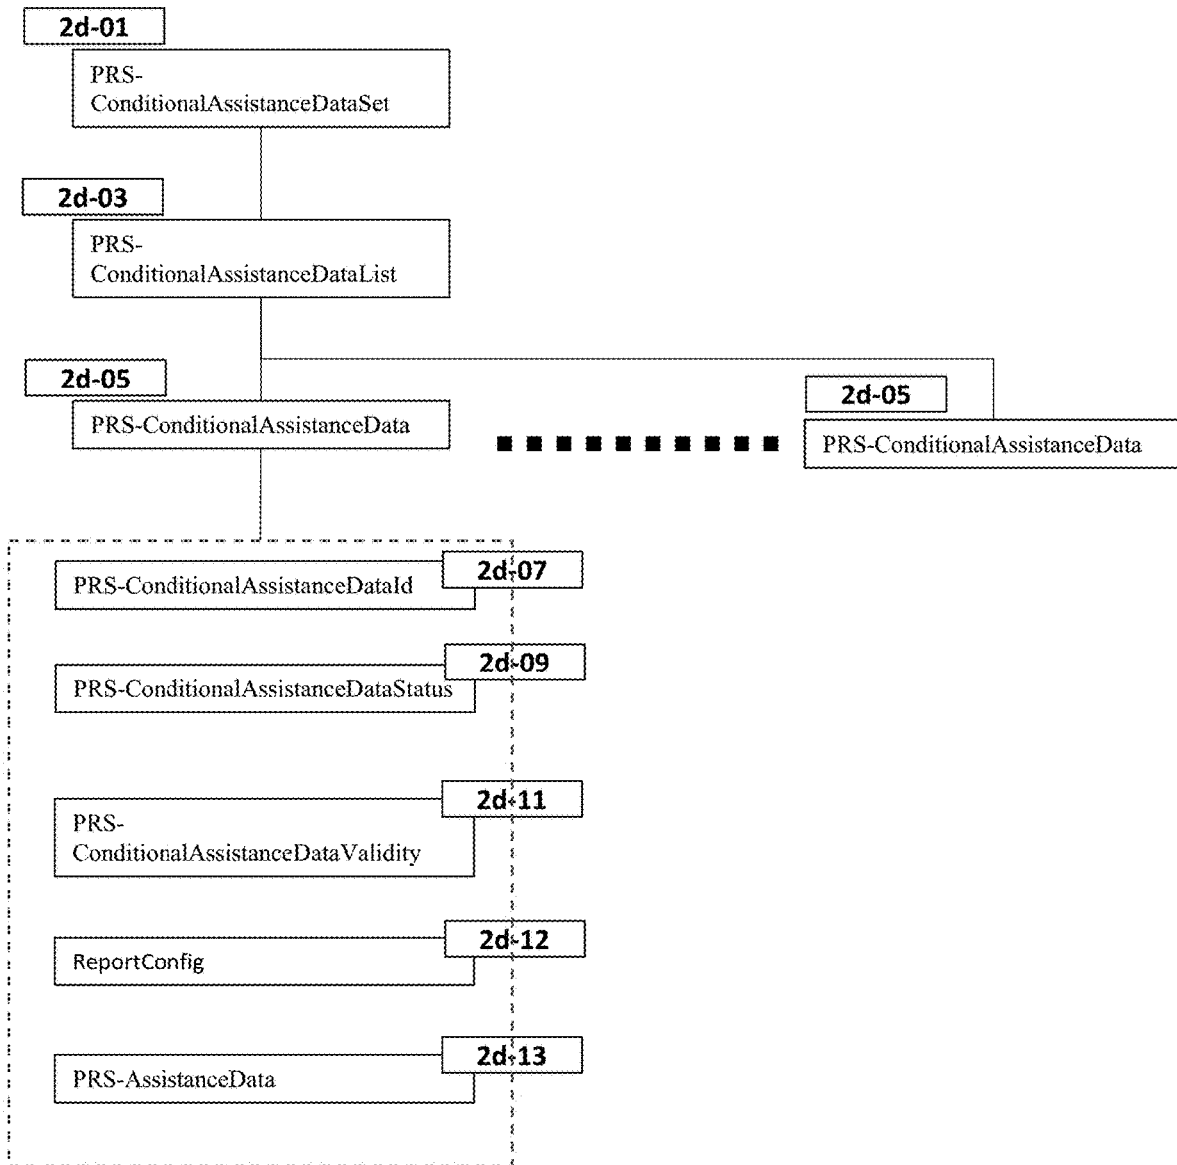 2d-01
PRS-
ConditionalAssistanceDataSet
2d-03
PRS-
ConditionalAssistanceDataList
2d-05
PRS-ConditionalAssistanceData
2d-05
PRS-ConditionalAssistanceData
2d-07
PRS-ConditionalAssistanceDataId
2d-09
PRS-ConditionalAssistanceDataStatus
2d-11
PRS-
ConditionalAssistanceDataValidity
2d-12
ReportConfig
2d-13
PRS-AssistanceData